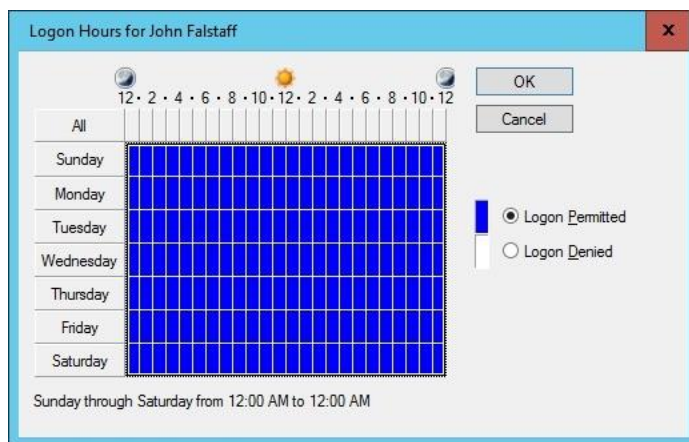 Logon Hours for John Falstaff
x
12 · 2 · 4 · 6 · 8 · 10 · 12 · 2 · 4 · 6 · 8 · 10 · 12
OK
All
Cancel
Sunday
Monday
Tuesday
Logon Permitted
Wednesday
Logon Denied
Thursday
Friday
Saturday
Sunday through Saturday from 12:00 AM to 12:00 AM